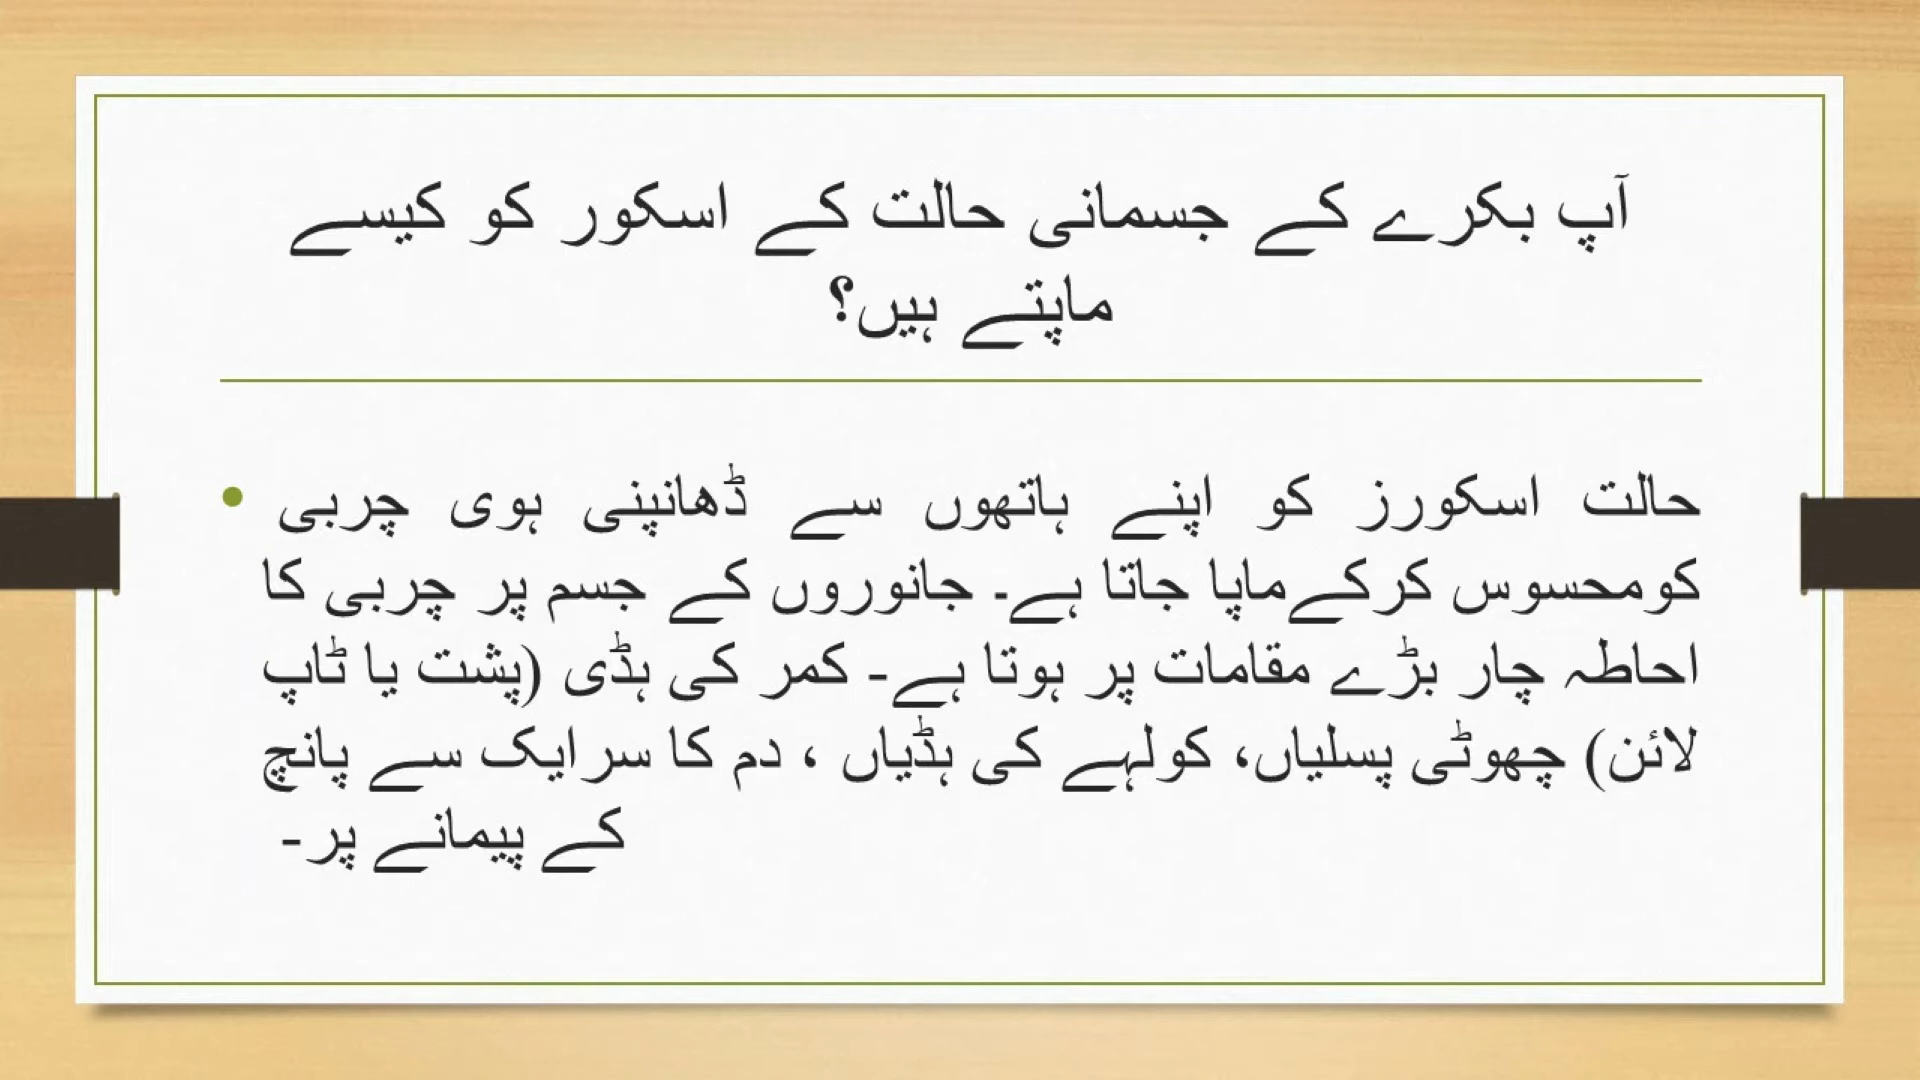 آپ بکرے کے جسمانی حالت کے اسکور کو کیسے
ماپتے ہیں؟
حالت اسکورز کو اپنے ہاتھوں سے ڈھانپنی ہوی چربی
کومحسوس کرکےماپا جاتا ہے۔ جانوروں کے جسم پر چربی کا
احاطہ چار بڑے مقامات پر ہوتا ہے۔ کمر کی ہڈی (پشت یا ٹاپ
لائن) چھوٹی پسلیاں، کولہے کی ہڈیاں ، دم کا سرایک سے پانچ
کے پیمانے پر۔